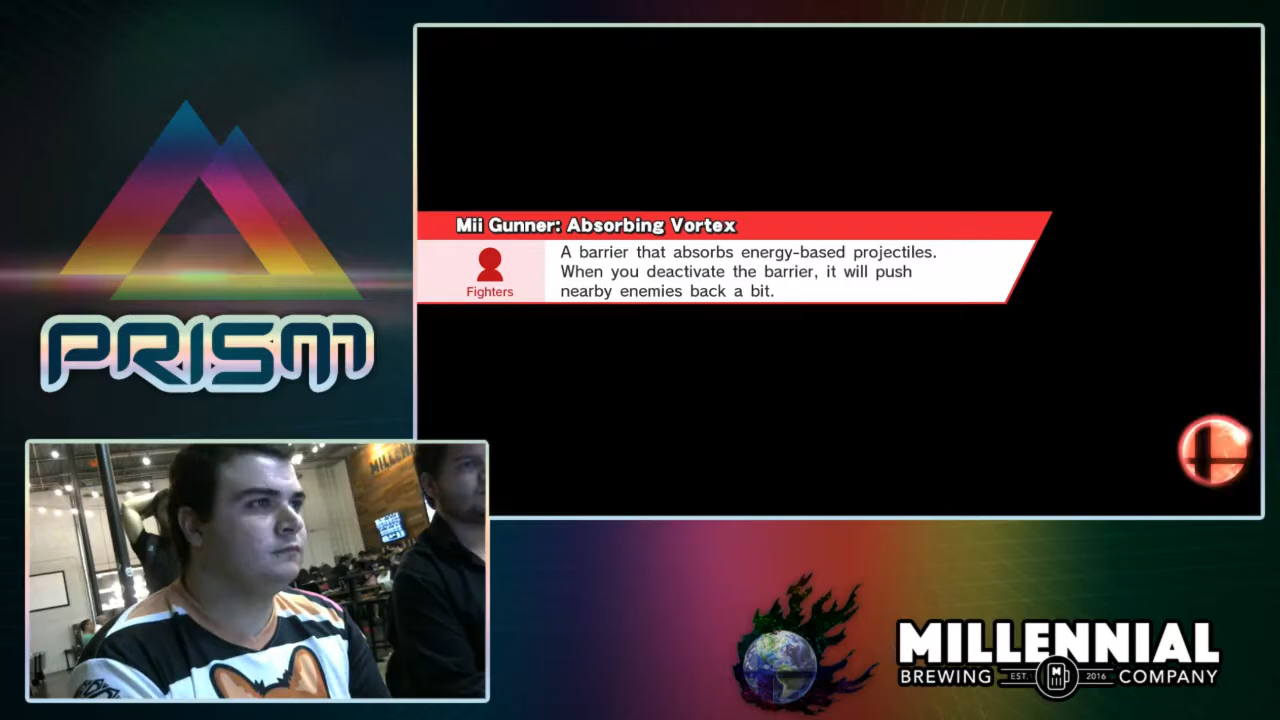 PRISM
Mii Gunner: Absorbing Vortex
Fighters
A barrier that absorbs energy-based projectiles.
When you deactivate the barrier, it will push
nearby enemies back a bit.
MILLENNIAL
BREWING EST. M 2016 COMPANY